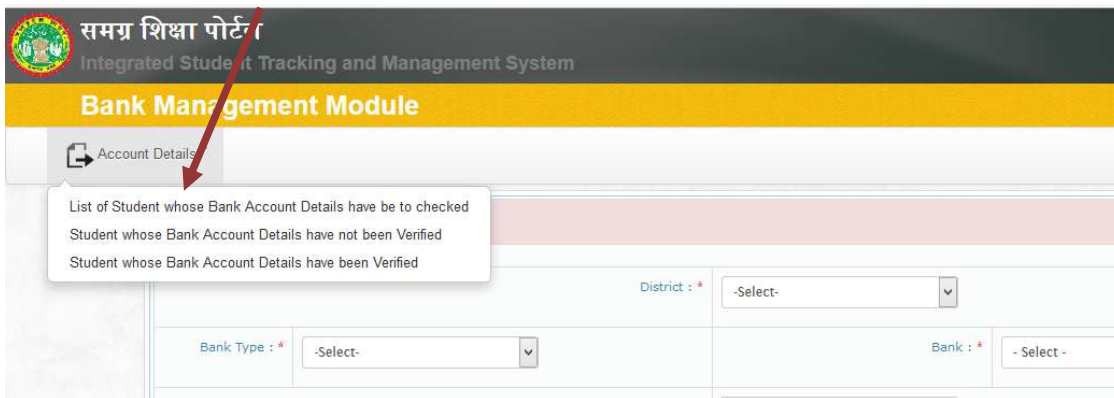 समग्र शिक्षा पोर्टल
Integrated Student Tracking and Management System
Bank Management Module
Account Details
List of Student whose Bank Account Details have be to checked
Student whose Bank Account Details have not been Verified
Student whose Bank Account Details have been Verified
District : * -Select-
Bank Type : * -Select- Bank : * - Select -